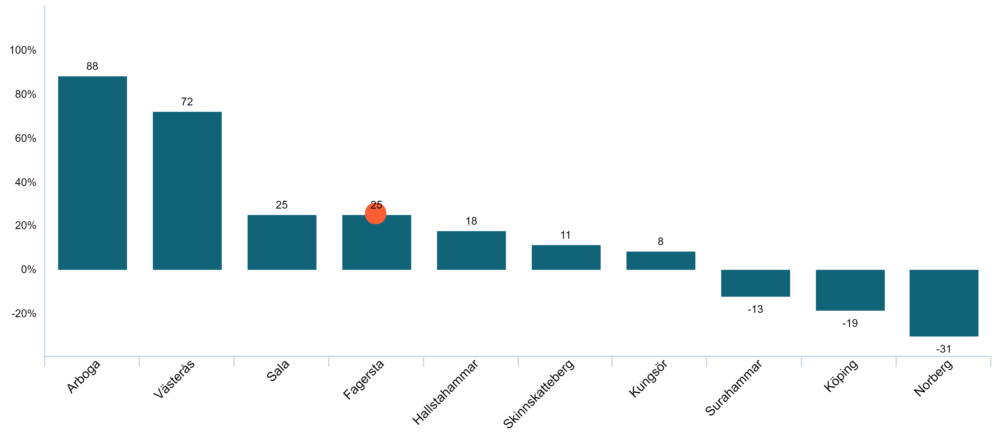 100%
80%
60%
40%
20%
0%
-20%
88
72
25
25
18
11
8
-13
-19
-31
Arboga
Västerås
Sala
Fagersta
Hallstahammar
Skinnskatteberg
Kungsör
Surahammar
Köping
Norberg